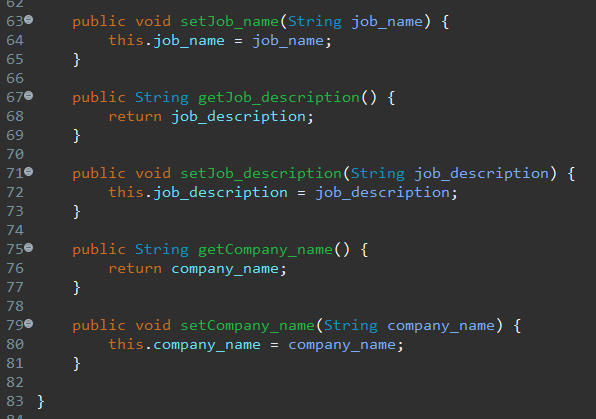 62
63 public void setJob_name(String job_name) {
64 this.job_name = job_name;
65 }
66
67 public String getJob_description() {
68 return job_description;
69 }
70
71 public void setJob_description(String job_description) {
72 this.job_description = job_description;
73 }
74
75 public String getCompany_name() {
76 return company_name;
77 }
78
79 public void setCompany_name(String company_name) {
80 this.company_name = company_name;
81 }
82
83 }
84